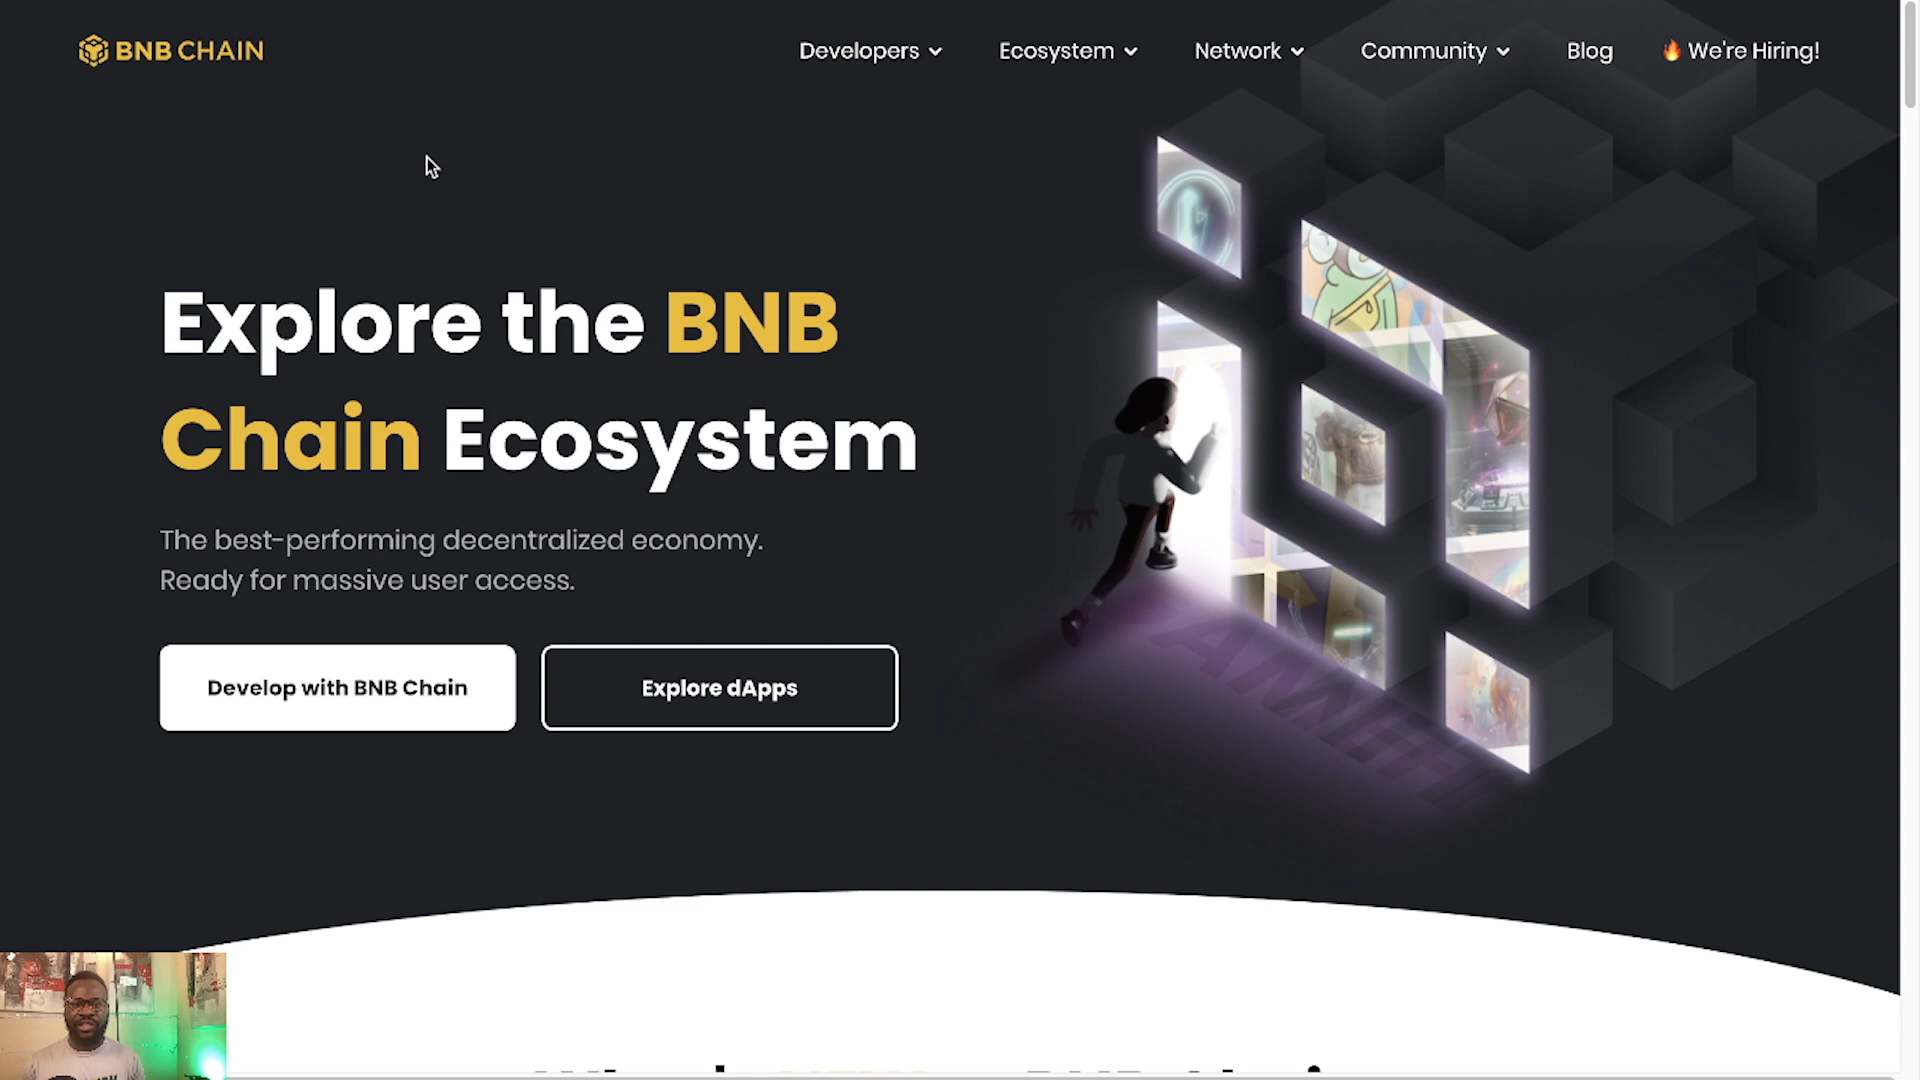 BNB CHAIN
Developers
Ecosystem
Network
Community
Blog
🔥 We're Hiring!
Explore the BNB
Chain Ecosystem
The best-performing decentralized economy.
Ready for massive user access.
Develop with BNB Chain
Explore dApps